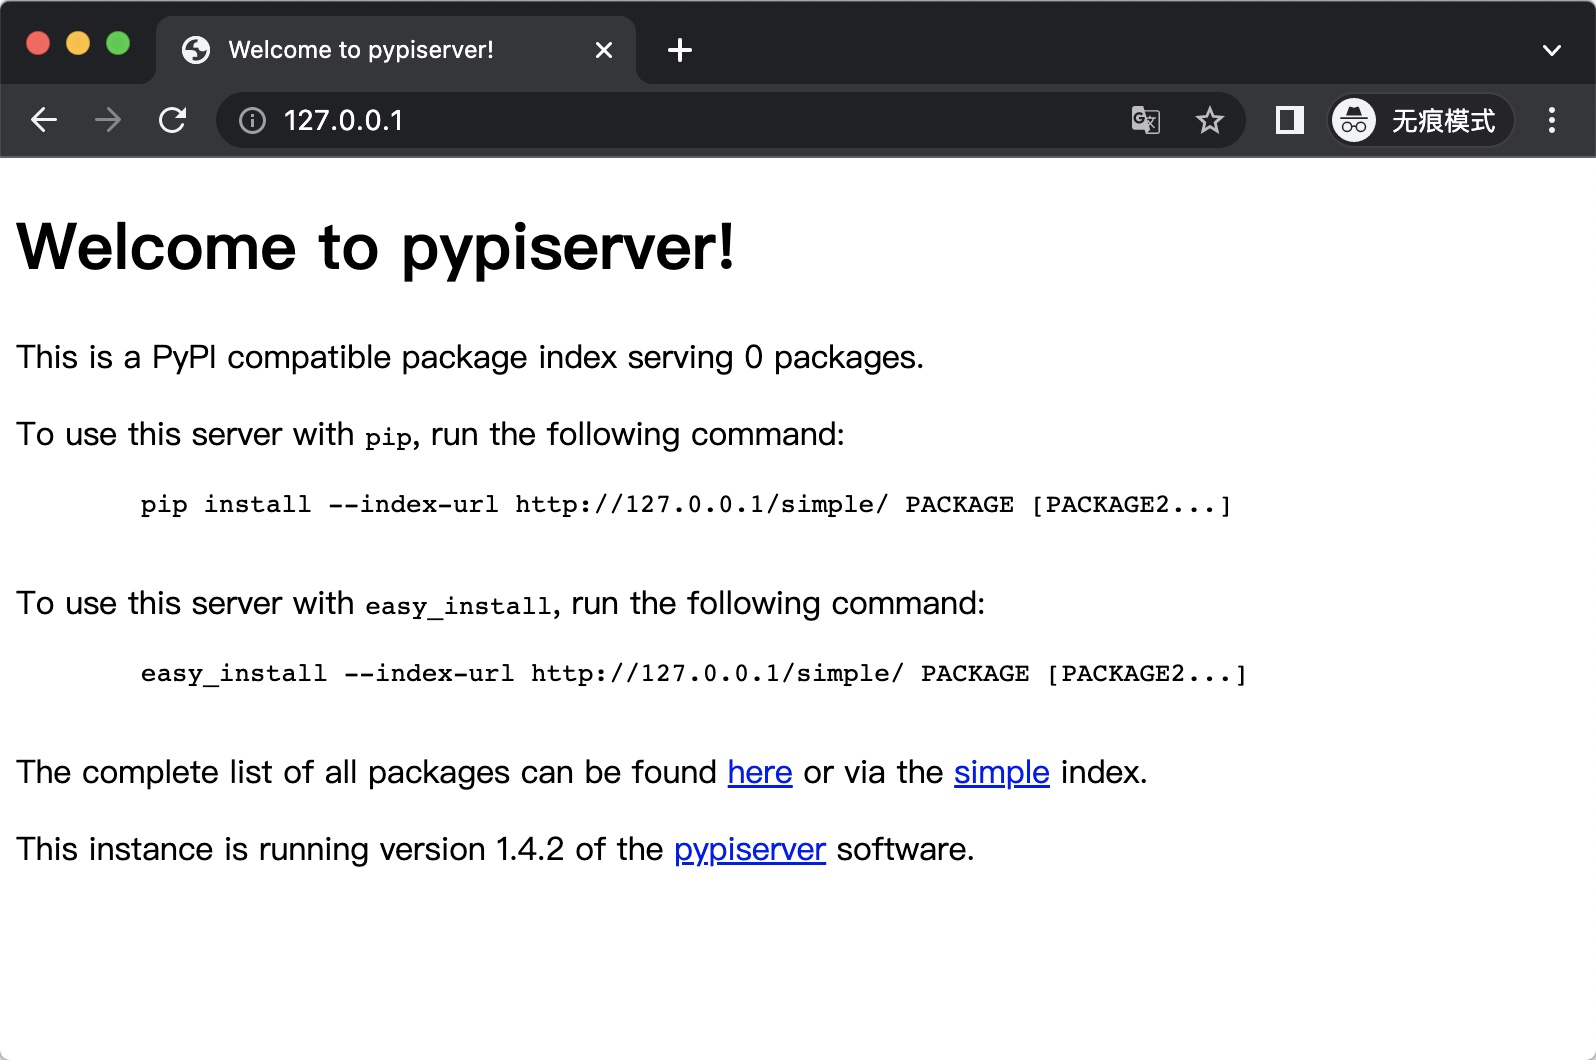 Welcome to pypiserver!
127.0.0.1
无痕模式
Welcome to pypiserver!
This is a PyPI compatible package index serving 0 packages.
To use this server with pip, run the following command:
pip install --index-url http://127.0.0.1/simple/ PACKAGE [PACKAGE2...]
To use this server with easy_install, run the following command:
easy_install --index-url http://127.0.0.1/simple/ PACKAGE [PACKAGE2...]
The complete list of all packages can be found here or via the simple index.
This instance is running version 1.4.2 of the pypiserver software.